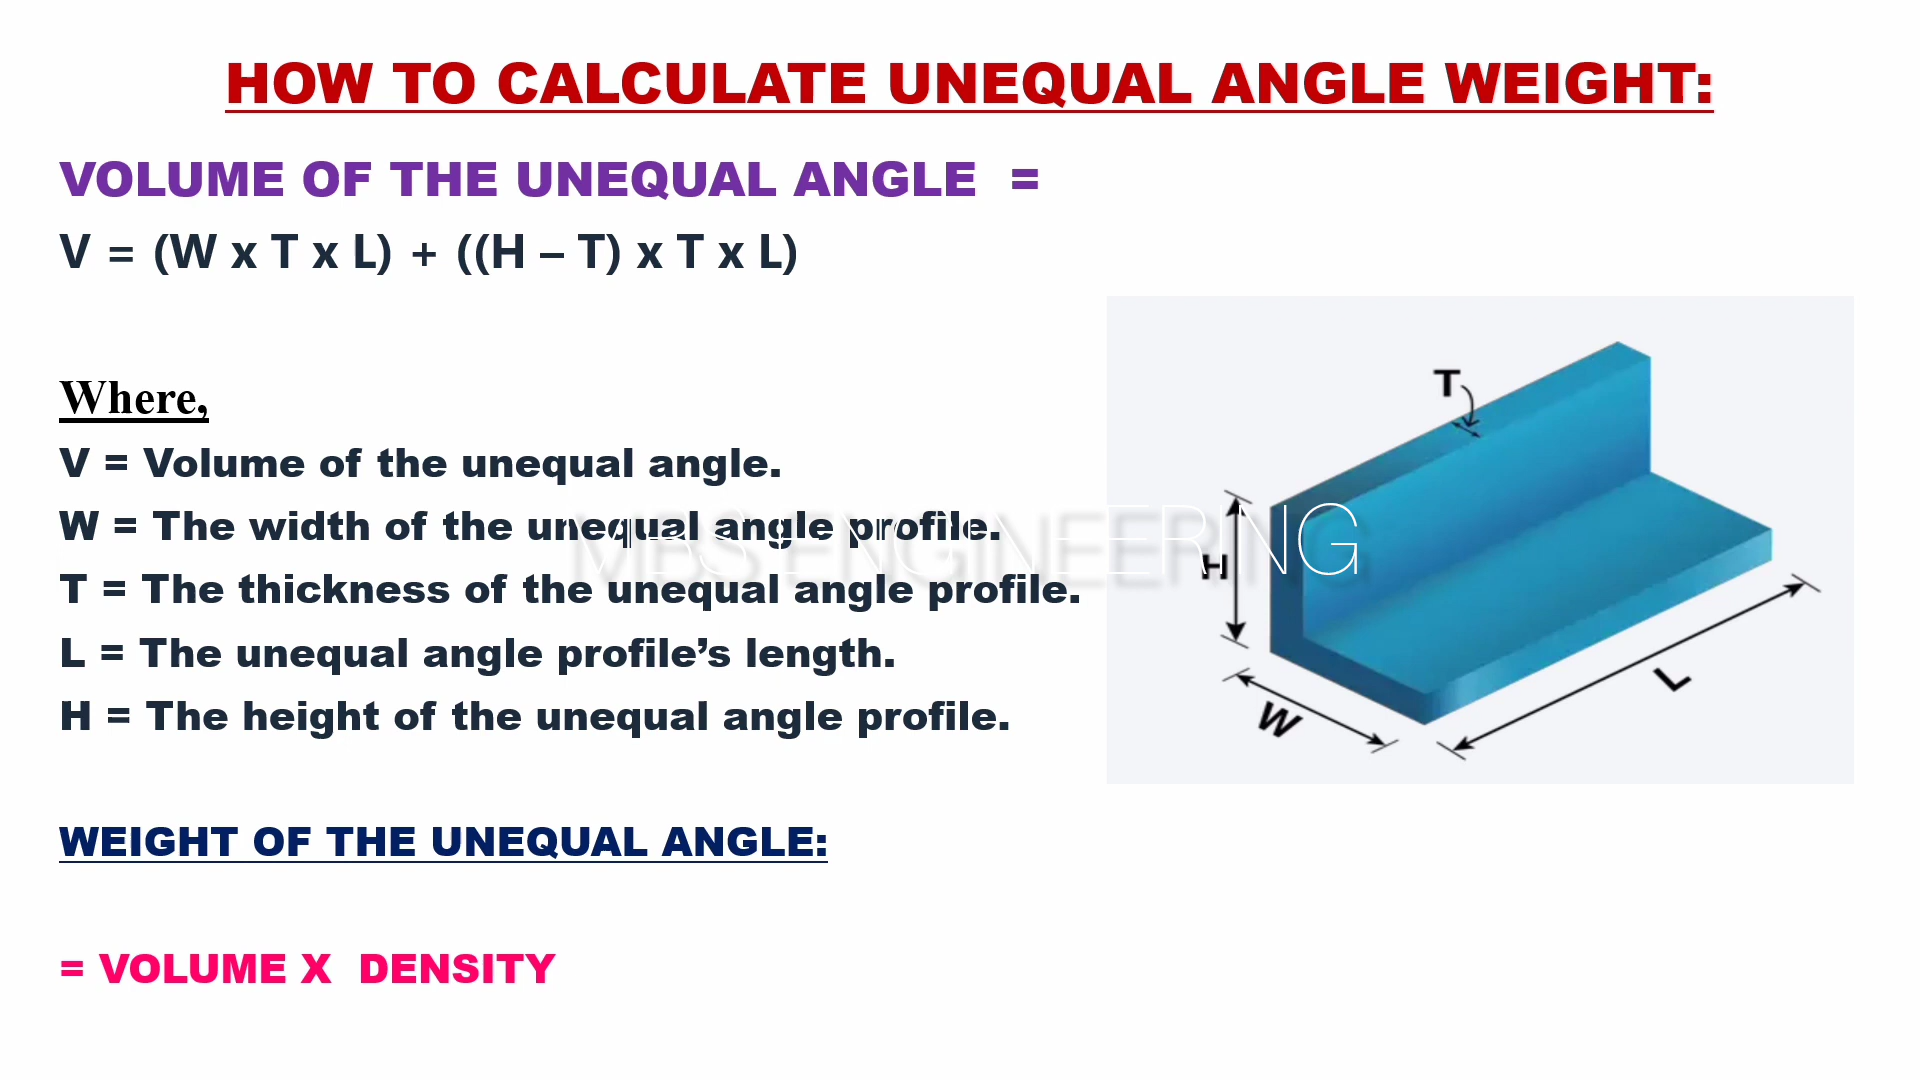 HOW TO CALCULATE UNEQUAL ANGLE WEIGHT:
VOLUME OF THE UNEQUAL ANGLE =
V = (W x T x L) + ((H – T) x T x L)
Where,
V = Volume of the unequal angle.
W = The width of the unequal angle profile.
T = The thickness of the unequal angle profile.
L = The unequal angle profile’s length.
H = The height of the unequal angle profile.
WEIGHT OF THE UNEQUAL ANGLE:
= VOLUME X DENSITY
T
H
W
L
MBS ENGINEERING